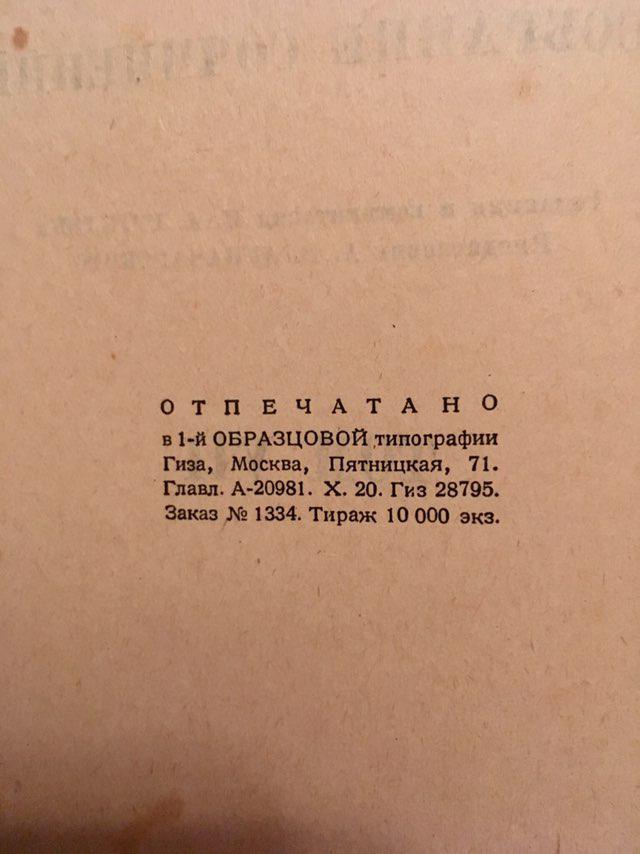 ОТПЕЧАТАНО
в 1-й ОБРАЗЦОВОЙ типографии
Гиза, Москва, Пятницкая, 71.
Главл. А-20981. X. 20. Гиз 28795.
Заказ № 1334. Тираж 10 000 экз.